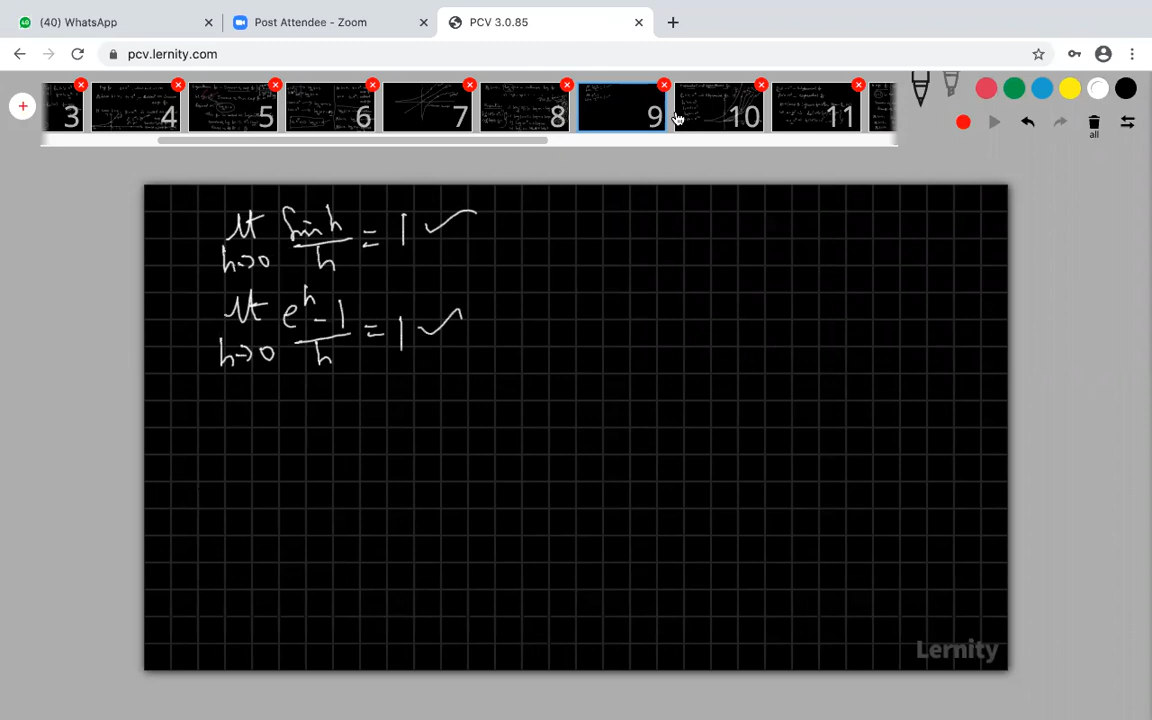 (40) WhatsApp
Post Attendee - Zoom
PCV 3.0.85
pcv.lernity.com
3 4 5 6 7 8 9 10 11
all
lt sin h / h = 1 ✓
h→0
lt e^h - 1 / h = 1 ✓
h→0
Lernity